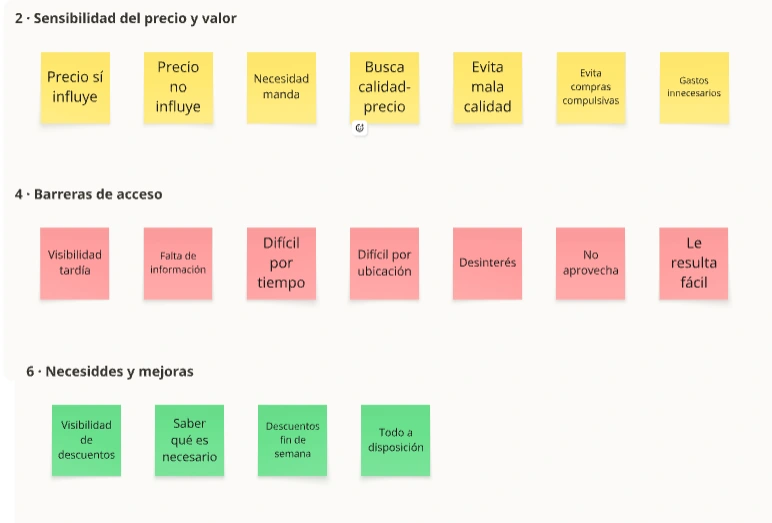 2 · Sensibilidad del precio y valor
Precio sí
influye
Precio
no
influye
Necesidad
manda
Busca
calidad-
precio
Evita
mala
calidad
Evita
compras
compulsivas
Gastos
innecesarios
4 · Barreras de acceso
Visibilidad
tardía
Falta de
información
Difícil
por
tiempo
Difícil por
ubicación
Desinterés
No
aprovecha
Le
resulta
fácil
6 · Necesiddes y mejoras
Visibilidad
de
descuentos
Saber
qué es
necesario
Descuentos
fin de
semana
Todo a
disposición